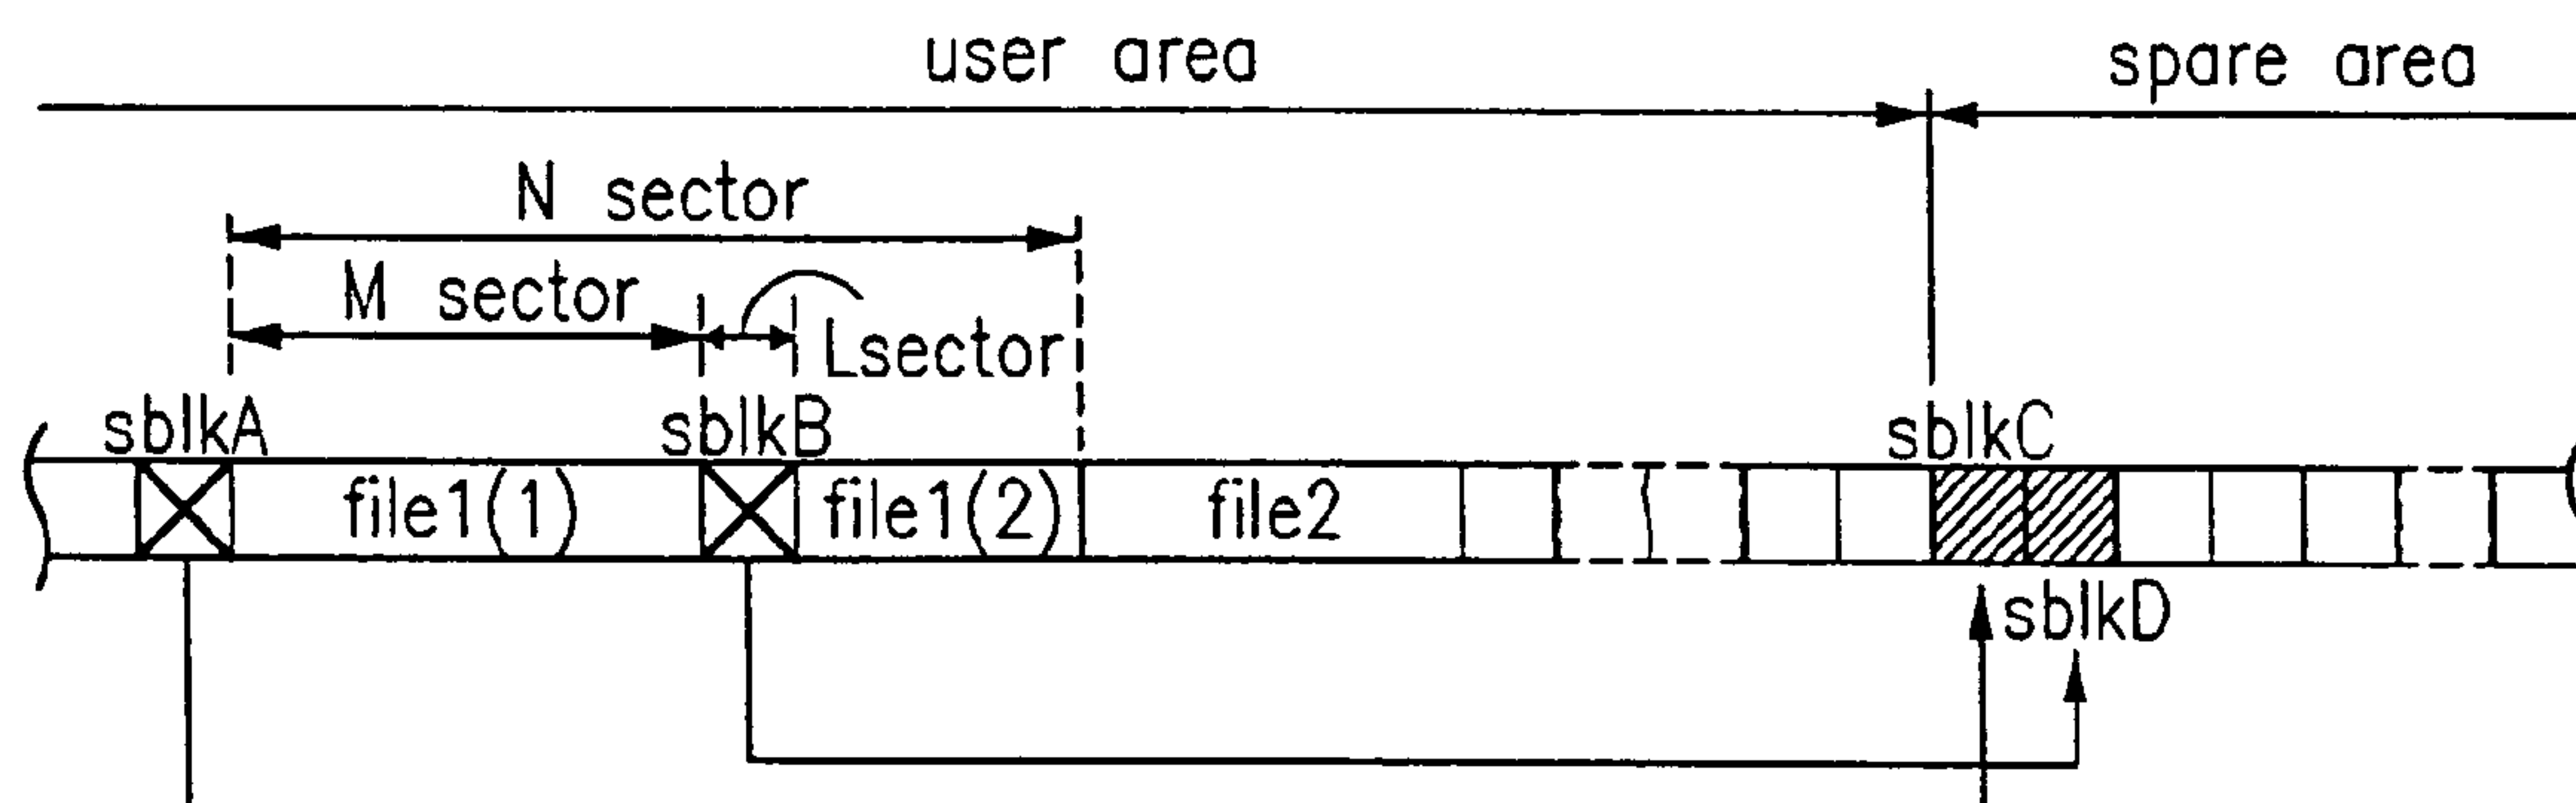 user area
spare area
N sector
M sector
Lsector
sblkA
sblkB
sblkC
file1(1)
file1(2)
file2
sblkD